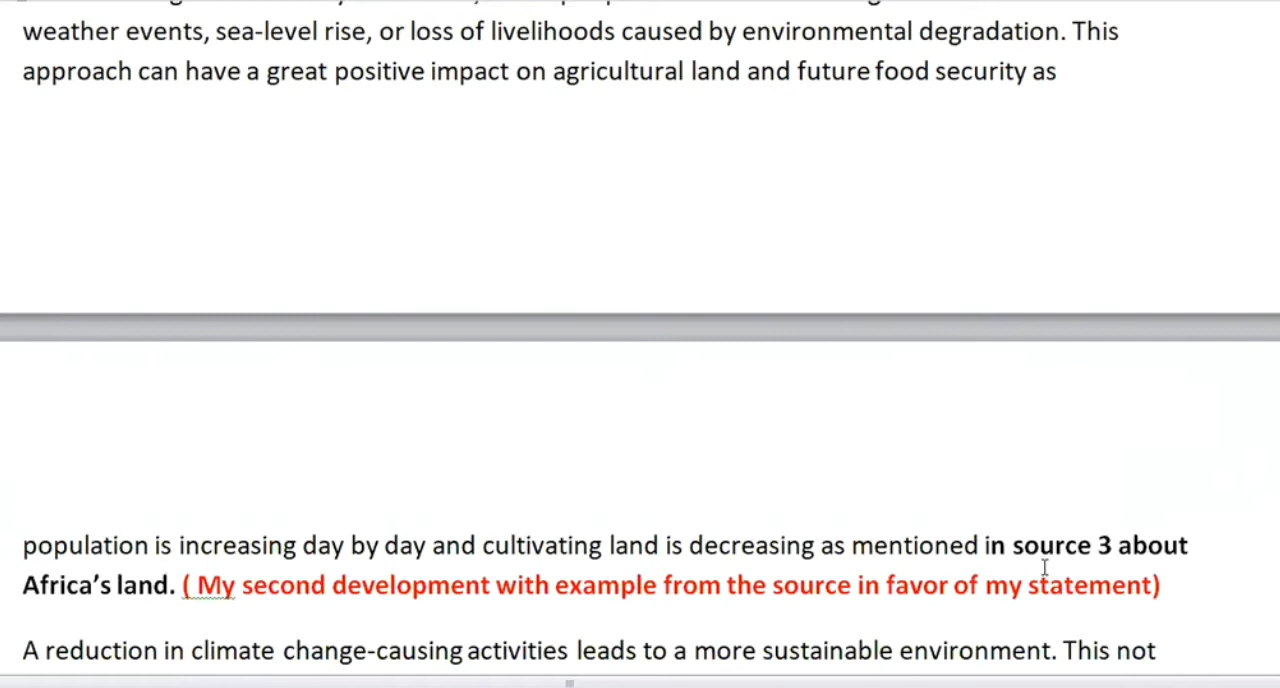 weather events, sea-level rise, or loss of livelihoods caused by environmental degradation. This
approach can have a great positive impact on agricultural land and future food security as
population is increasing day by day and cultivating land is decreasing as mentioned in source 3 about
Africa's land. ( My second development with example from the source in favor of my statement)
A reduction in climate change-causing activities leads to a more sustainable environment. This not